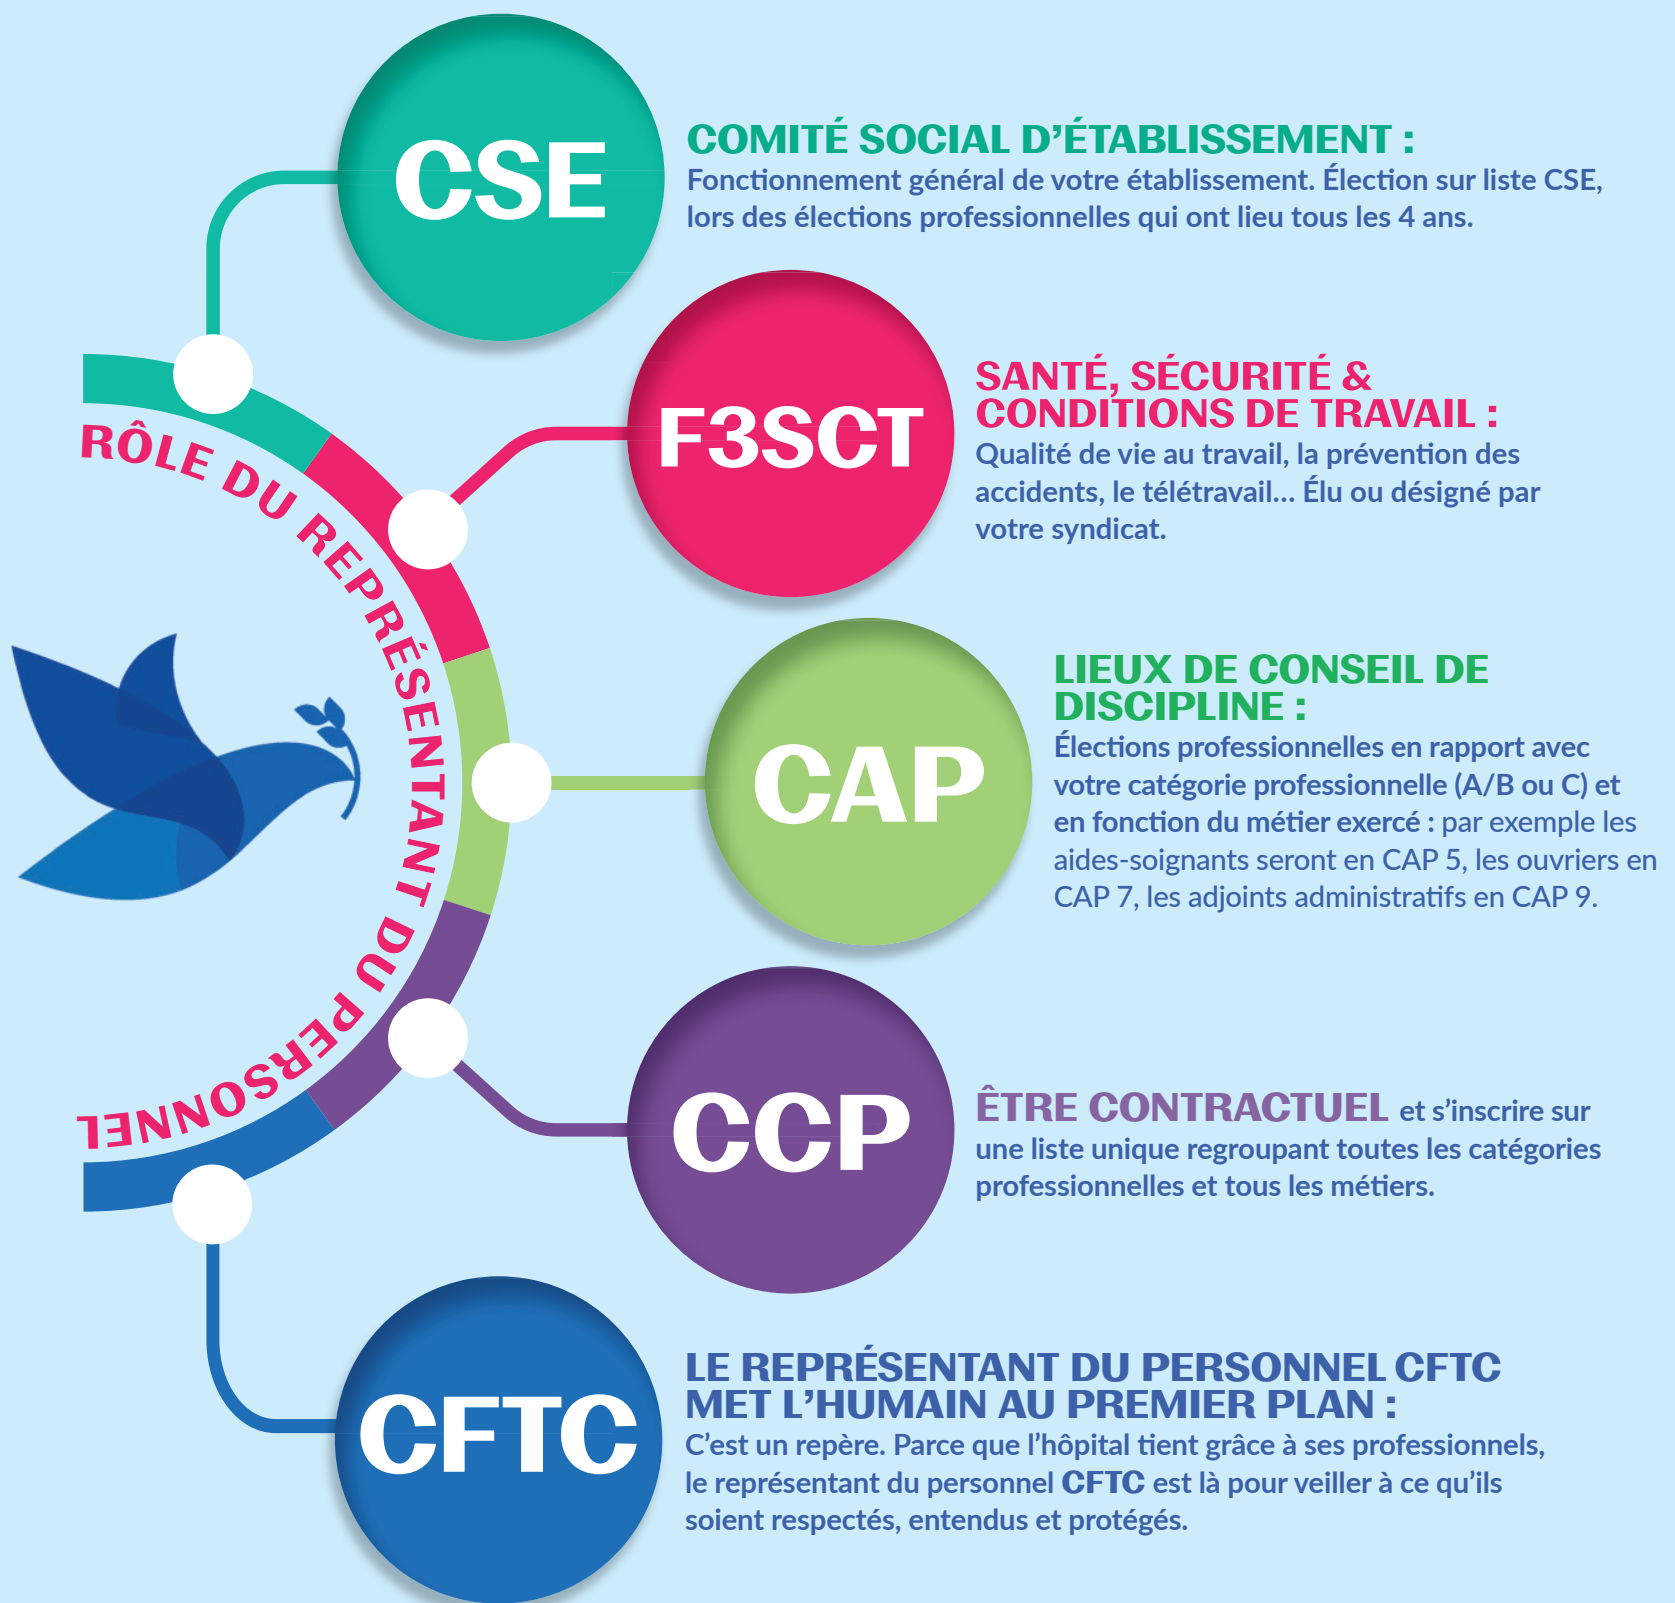 CSE
COMITÉ SOCIAL D’ÉTABLISSEMENT :
Fonctionnement général de votre établissement. Élection sur liste CSE,
lors des élections professionnelles qui ont lieu tous les 4 ans.
RÔLE DU REPRÉSENTANT DU PERSONNEL
F3SCT
SANTÉ, SÉCURITÉ &
CONDITIONS DE TRAVAIL :
Qualité de vie au travail, la prévention des
accidents, le télétravail... Élu ou désigné par
votre syndicat.
CAP
LIEUX DE CONSEIL DE
DISCIPLINE :
Élections professionnelles en rapport avec
votre catégorie professionnelle (A/B ou C) et
en fonction du métier exercé : par exemple les
aides-soignants seront en CAP 5, les ouvriers en
CAP 7, les adjoints administratifs en CAP 9.
CCP
ÊTRE CONTRACTUEL et s’inscrire sur
une liste unique regroupant toutes les catégories
professionnelles et tous les métiers.
CFTC
LE REPRÉSENTANT DU PERSONNEL CFTC
MET L’HUMAIN AU PREMIER PLAN :
C’est un repère. Parce que l’hôpital tient grâce à ses professionnels,
le représentant du personnel CFTC est là pour veiller à ce qu’ils
soient respectés, entendus et protégés.